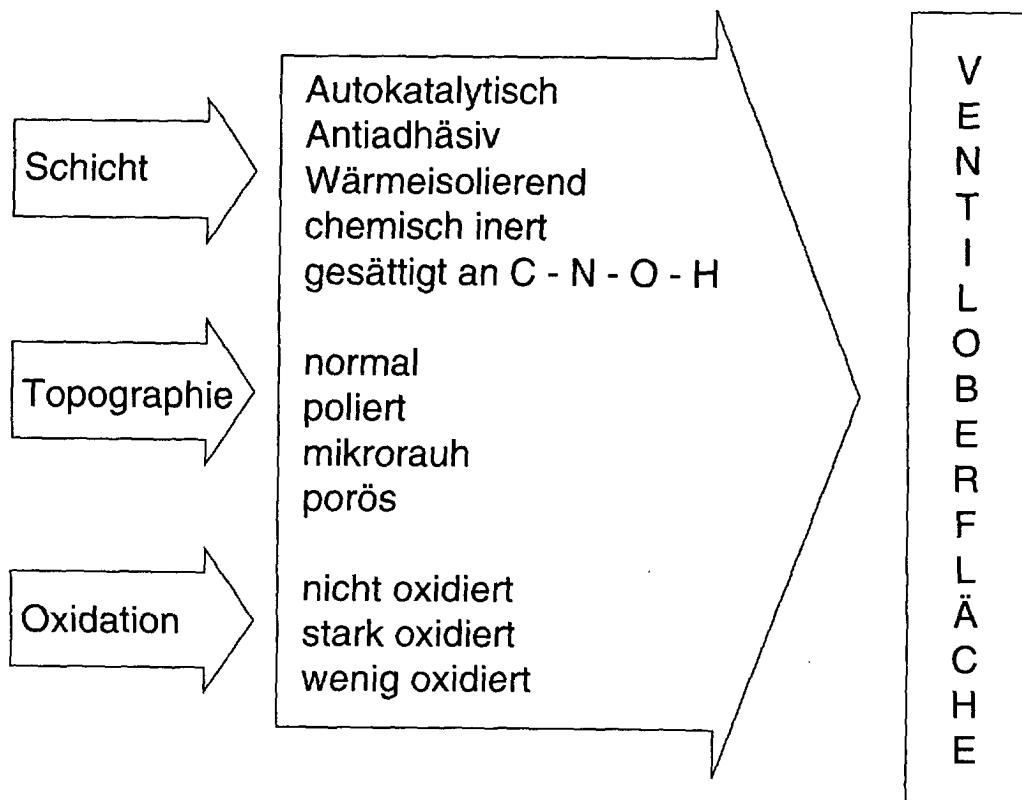 Schicht
Autokatalytisch
Antiadhäsiv
Wärmeisolierend
chemisch inert
gesättigt an C - N - O - H
Topographie
normal
poliert
mikrorauh
porös
Oxidation
nicht oxidiert
stark oxidiert
wenig oxidiert
VENTILOBERFLÄCHE